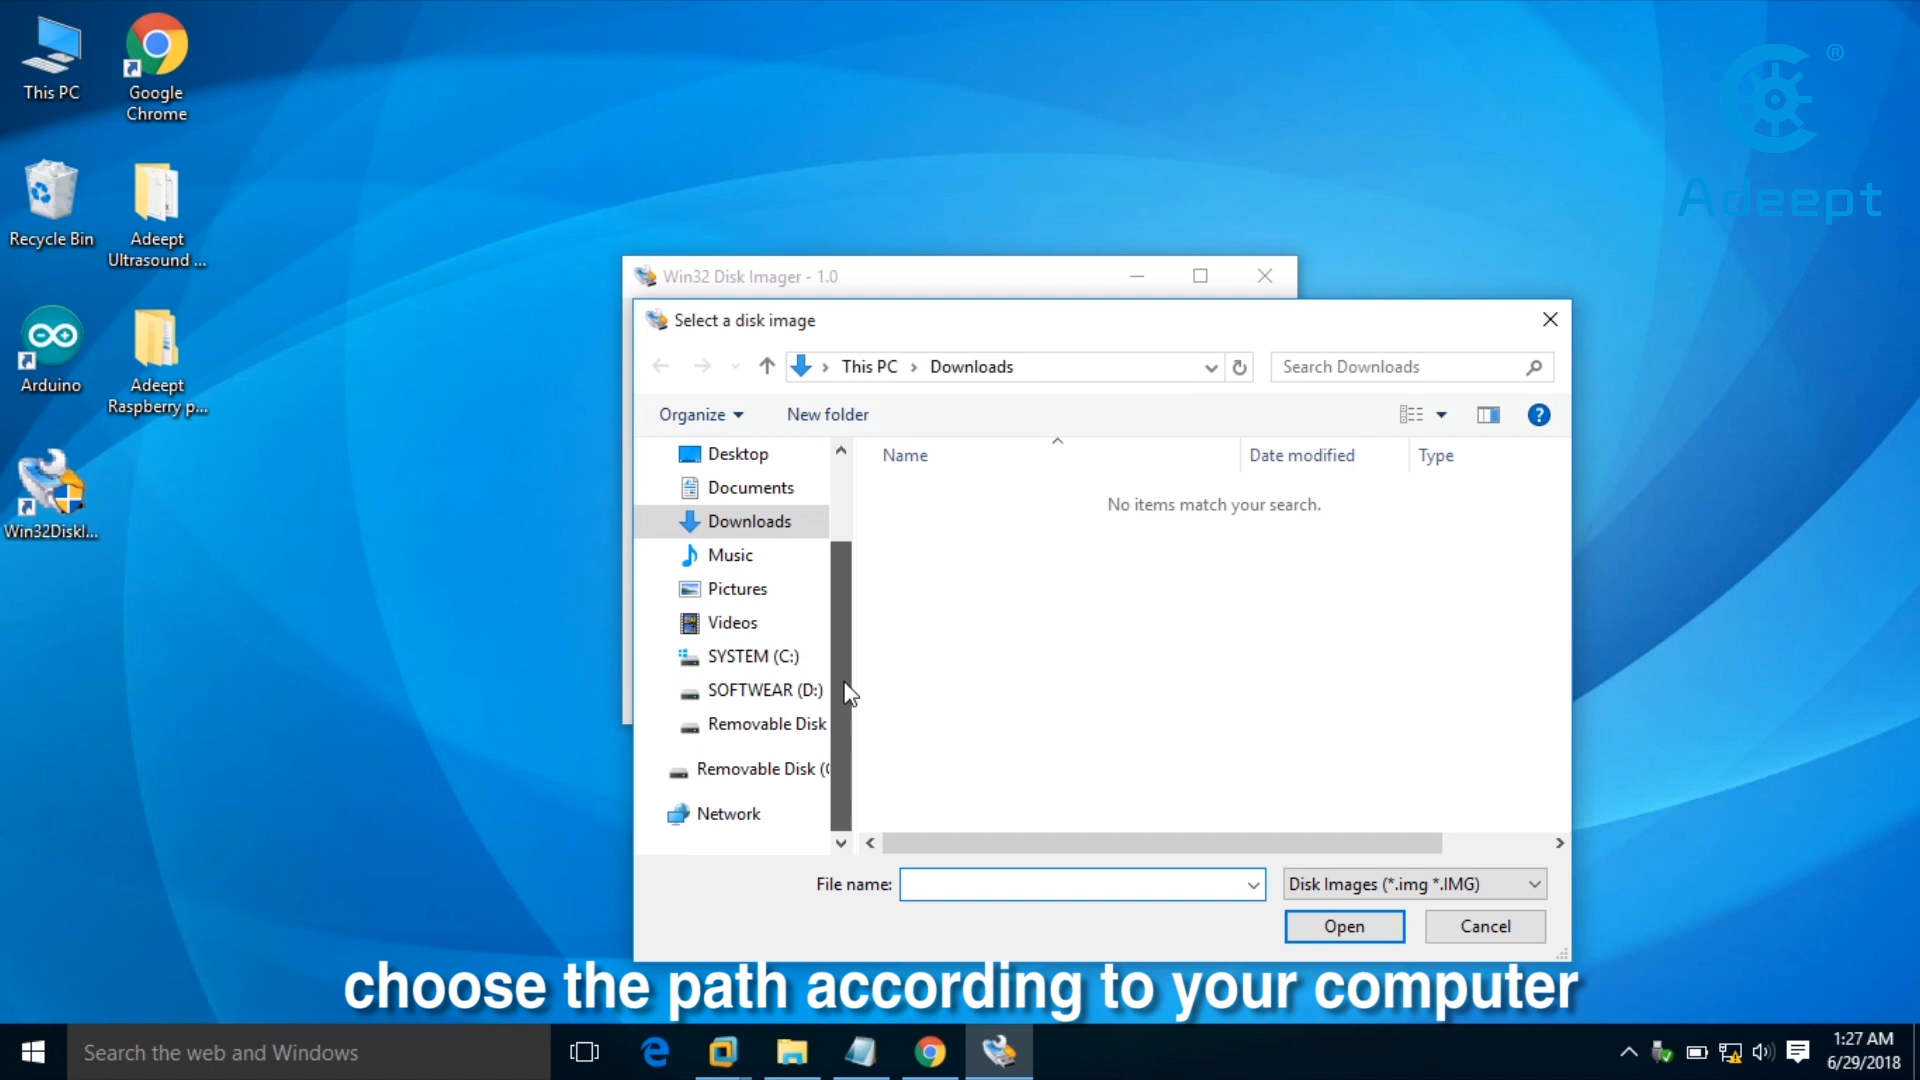 This PC
Google
Chrome
Recycle Bin
Adeept
Ultrasound ...
Arduino
Adeept
Raspberry p...
Win32DiskI...
®
Adeept
Win32 Disk Imager - 1.0
Select a disk image
This PC > Downloads
Search Downloads
Organize
New folder
?
Desktop
Documents
Downloads
Music
Pictures
Videos
SYSTEM (C:)
SOFTWEAR (D:)
Removable Disk
Removable Disk (
Network
Name
Date modified
Type
No items match your search.
File name:
Disk Images (*.img *.IMG)
Open
Cancel
choose the path according to your computer
Search the web and Windows
1:27 AM
6/29/2018